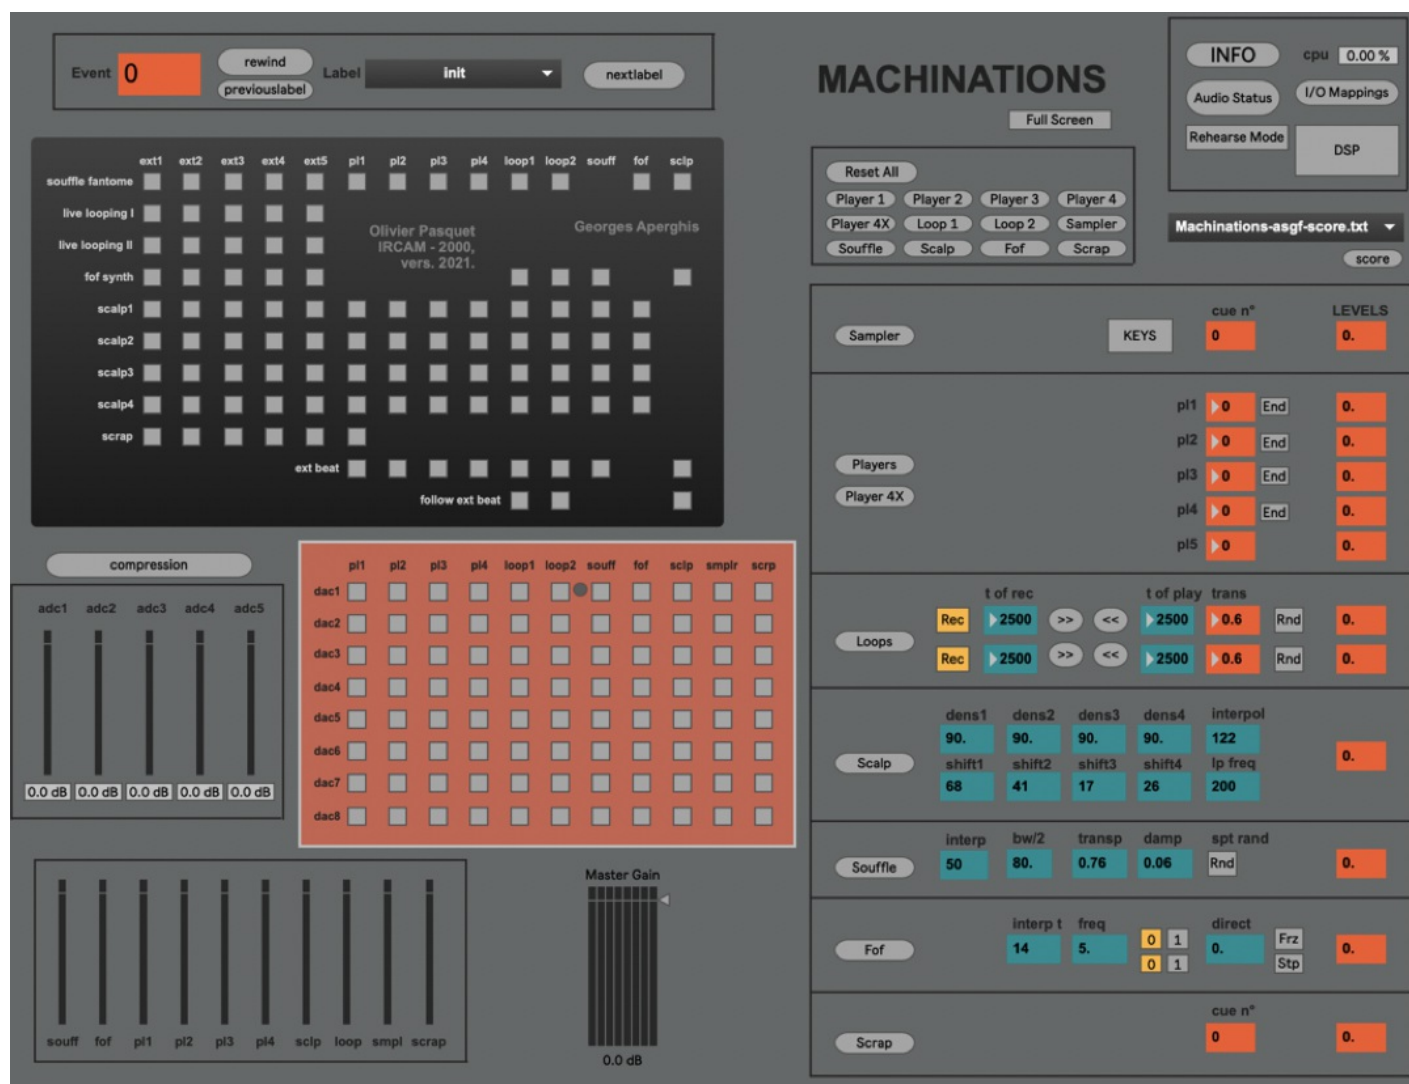 Event 0 rewind previouslabel Label init nextlabel
MACHINATIONS
Full Screen
INFO cpu 0.00 %
Audio Status I/O Mappings
Rehearse Mode DSP
ext1 ext2 ext3 ext4 ext5 pl1 pl2 pl3 pl4 loop1 loop2 souff fof sclp
souffle fantome
live looping I
live looping II
fof synth
scalp1
scalp2
scalp3
scalp4
scrap
ext beat
follow ext beat
Olivier Pasquet
IRCAM - 2000,
vers. 2021.
Georges Aperghis
Reset All
Player 1 Player 2 Player 3 Player 4
Player 4X Loop 1 Loop 2 Sampler
Souffle Scalp Fof Scrap
Machinations-asgf-score.txt
score
cue n° LEVELS
Sampler KEYS 0 0.
pl1 0 End 0.
pl2 0 End 0.
Players
pl3 0 End 0.
Player 4X
pl4 0 End 0.
pl5 0 0.
compression
adc1 adc2 adc3 adc4 adc5
0.0 dB 0.0 dB 0.0 dB 0.0 dB 0.0 dB
pl1 pl2 pl3 pl4 loop1 loop2 souff fof sclp smplr scrp
dac1
dac2
dac3
dac4
dac5
dac6
dac7
dac8
t of rec t of play trans
Rec 2500 >> << 2500 0.6 Rnd 0.
Loops
Rec 2500 >> << 2500 0.6 Rnd 0.
dens1 dens2 dens3 dens4 interpol
90. 90. 90. 90. 122
Scalp 0.
shift1 shift2 shift3 shift4 lp freq
68 41 17 26 200
interp bw/2 transp damp spt rand
Souffle 50 80. 0.76 0.06 Rnd 0.
interp t freq direct
Fof 14 5. 0 1 0. Frz 0.
0 1 Stp
cue n°
Scrap 0 0.
souff fof pl1 pl2 pl3 pl4 sclp loop smpl scrap
Master Gain
0.0 dB